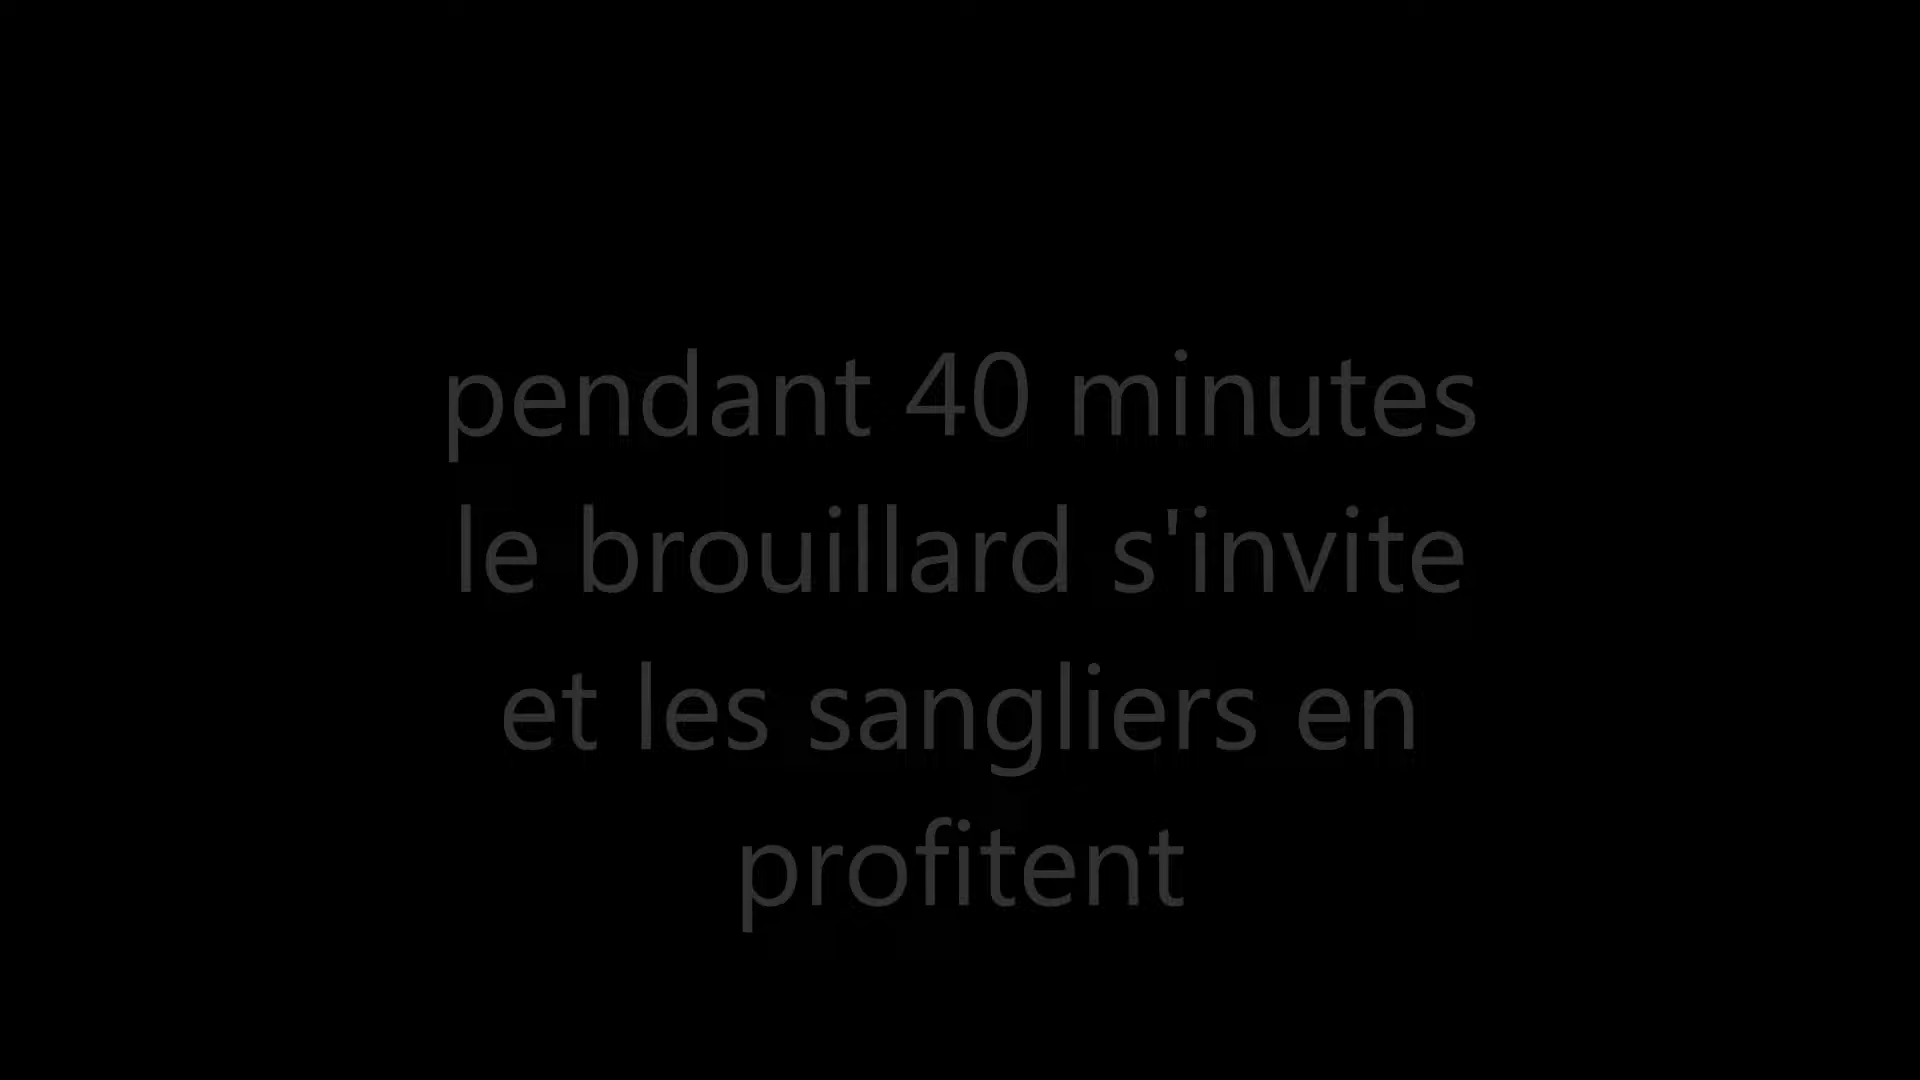 pendant 40 minutes
le brouillard s'invite
et les sangliers en
profitent